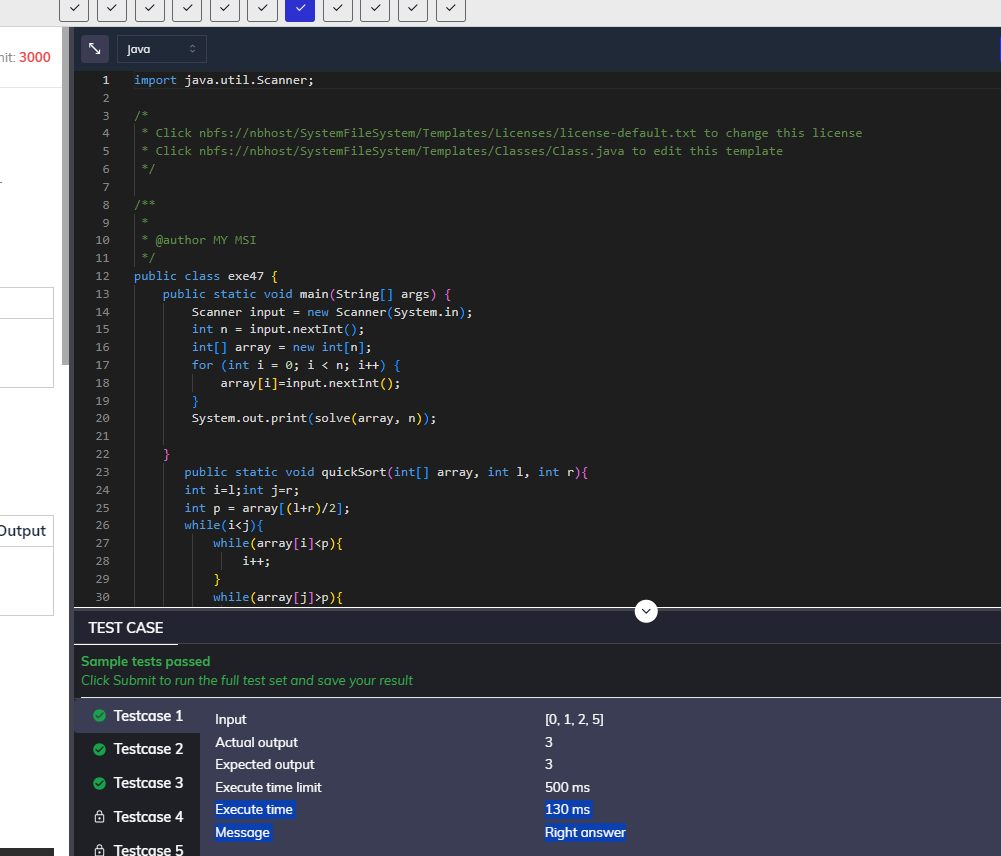 nit: 3000
Java
1 import java.util.Scanner;
2
3 /*
4 * Click nbfs://nbhost/SystemFileSystem/Templates/Licenses/license-default.txt to change this license
5 * Click nbfs://nbhost/SystemFileSystem/Templates/Classes/Class.java to edit this template
6 */
7
8 /**
9 *
10 * @author MY MSI
11 */
12 public class exe47 {
13 public static void main(String[] args) {
14 Scanner input = new Scanner(System.in);
15 int n = input.nextInt();
16 int[] array = new int[n];
17 for (int i = 0; i < n; i++) {
18 array[i]=input.nextInt();
19 }
20 System.out.print(solve(array, n));
21
22 }
23 public static void quickSort(int[] array, int l, int r){
24 int i=l;int j=r;
25 int p = array[(l+r)/2];
26 while(i<j){
27 while(array[i]<p){
28 i++;
29 }
30 while(array[j]>p){
Output
TEST CASE
Sample tests passed
Click Submit to run the full test set and save your result
Testcase 1
Testcase 2
Testcase 3
Testcase 4
Testcase 5
Input [0, 1, 2, 5]
Actual output 3
Expected output 3
Execute time limit 500 ms
Execute time 130 ms
Message Right answer